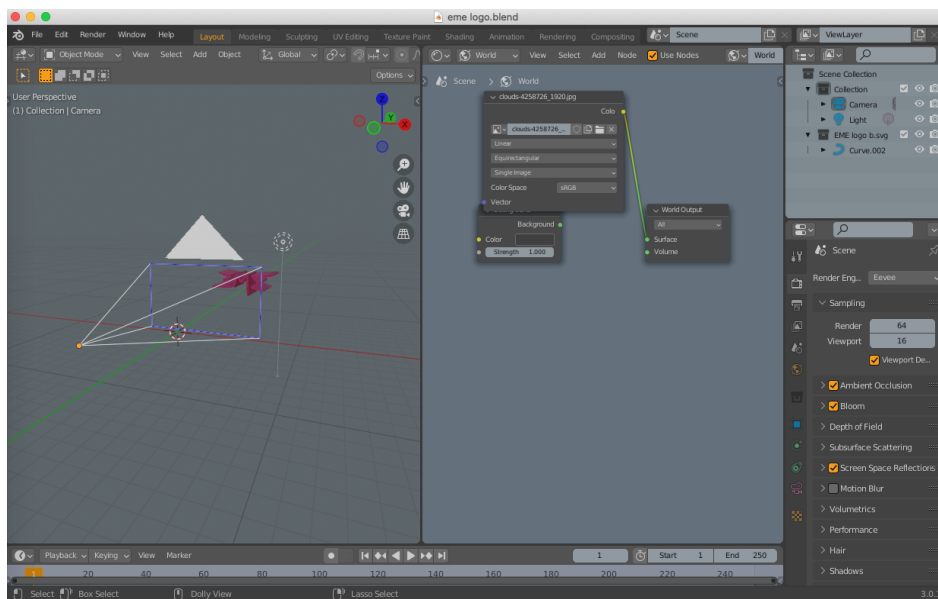 eme logo.blend
File Edit Render Window Help Layout Modeling Sculpting UV Editing Texture Paint Shading Animation Rendering Compositing Scene ViewLayer
Object Mode View Select Add Object Global World View Select Add Node Use Nodes World
Options
Scene > World
Scene Collection
Collection
Camera
Light
EME logo b.svg
Curve.002
User Perspective
(1) Collection | Camera
Z
Y
X
clouds-4258726_1920.jpg
Colo
clouds-4258726_...
Linear
Equirectangular
Single Image
Color Space sRGB
Vector
Background
Color
Strength 1.000
World Output
All
Surface
Volume
Scene
Render Eng... Eevee
Sampling
Render 64
Viewport 16
Viewport De...
Ambient Occlusion
Bloom
Depth of Field
Subsurface Scattering
Screen Space Reflections
Motion Blur
Volumetrics
Performance
Hair
Shadows
Playback Keying View Marker 1 Start 1 End 250
1 20 40 60 80 100 120 140 160 180 200 220 240
Select Box Select Dolly View Lasso Select